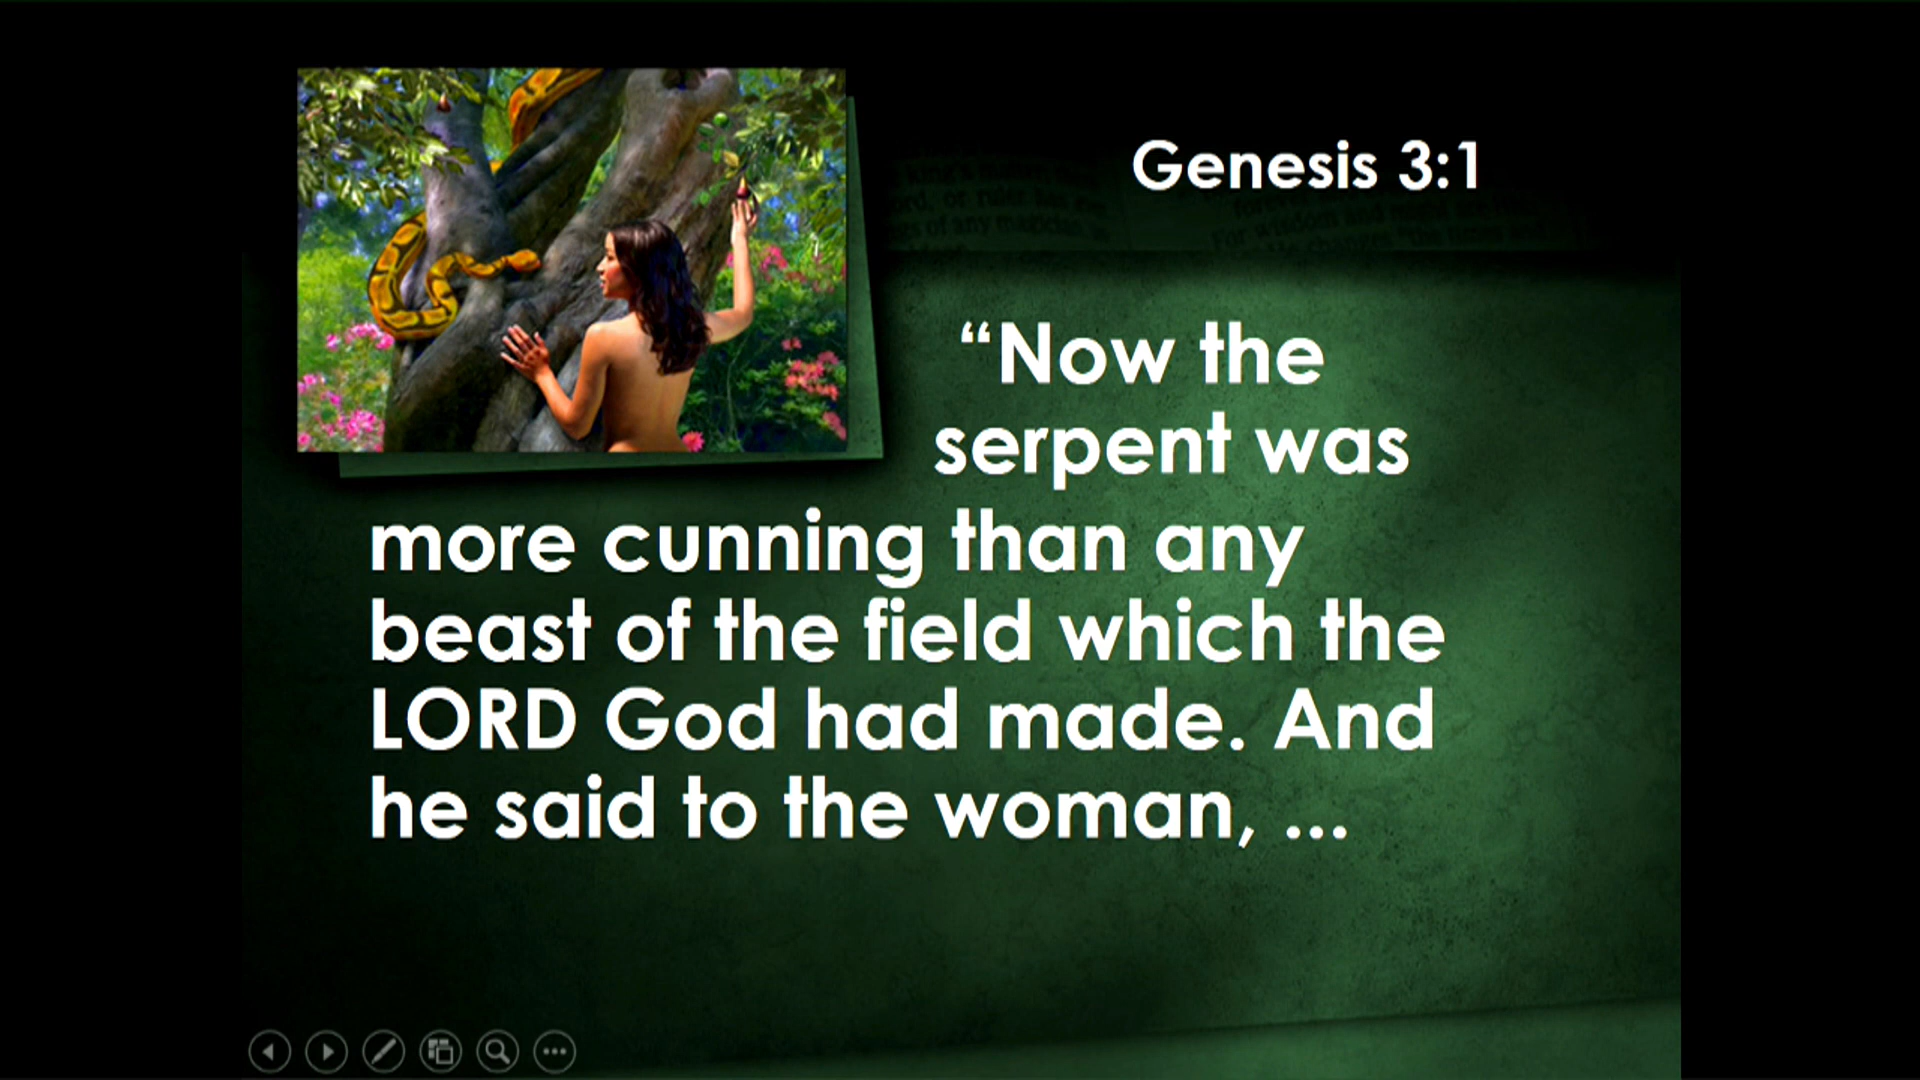 Genesis 3:1
“Now the
serpent was
more cunning than any
beast of the field which the
LORD God had made. And
he said to the woman, ...